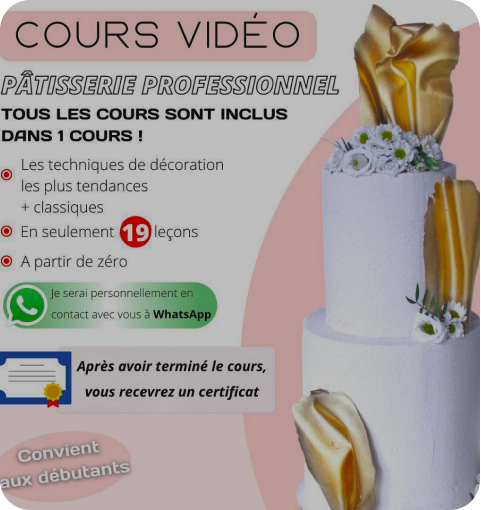 COURS VIDÉO
PÂTISSERIE PROFESSIONNEL
TOUS LES COURS SONT INCLUS
DANS 1 COURS !
Les techniques de décoration
les plus tendances
+ classiques
En seulement 19 leçons
A partir de zéro
Je serai personnellement en
contact avec vous à WhatsApp
Après avoir terminé le cours,
vous recevrez un certificat
Convient
aux débutants